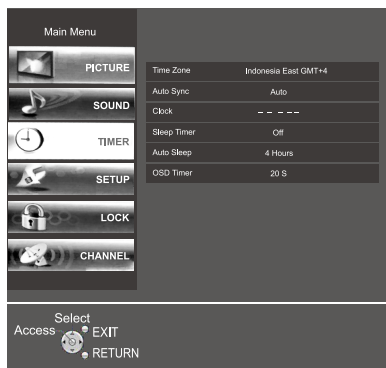 Main Menu
PICTURE
SOUND
TIMER
SETUP
LOCK
CHANNEL
Time Zone Indonesia East GMT+4
Auto Sync Auto
Clock – – – – –
Sleep Timer Off
Auto Sleep 4 Hours
OSD Timer 20 S
Select
Access EXIT
RETURN